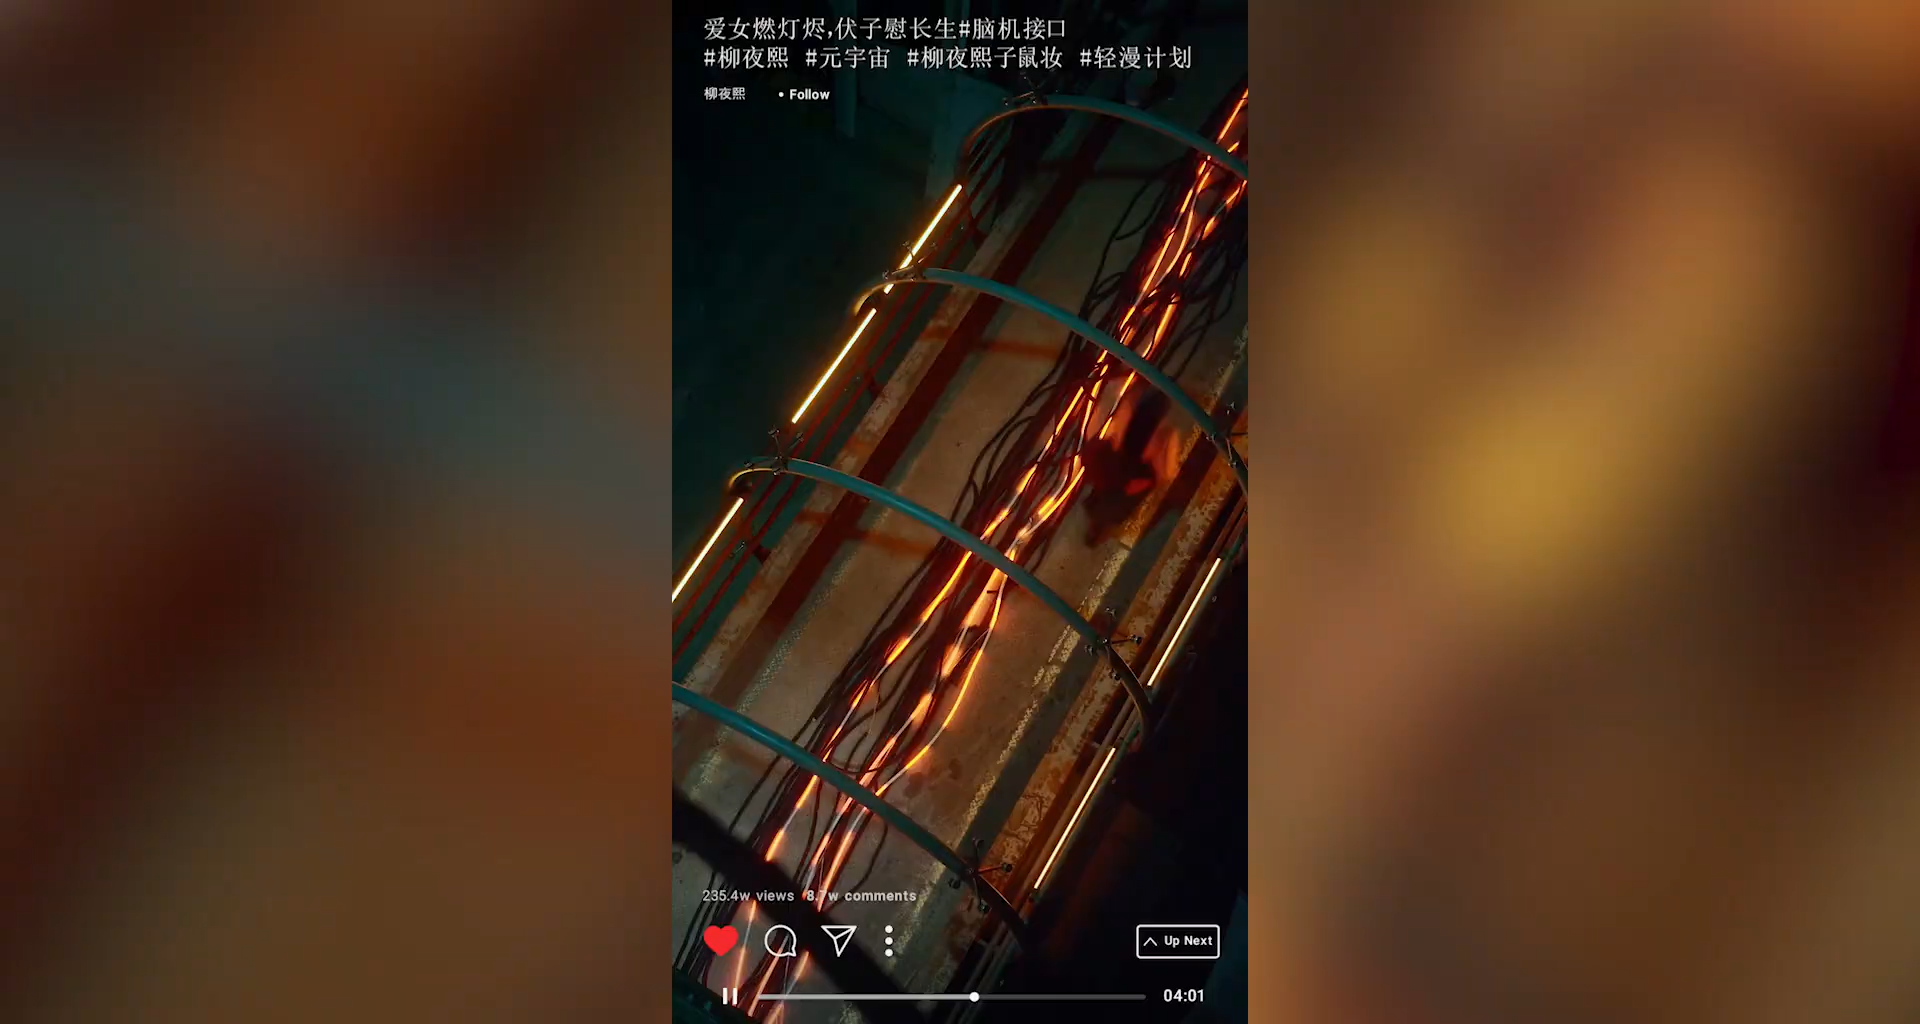 爱女燃灯烬,伏子慰长生#脑机接口
#柳夜熙 #元宇宙 #柳夜熙子鼠妆 #轻漫计划
柳夜熙 • Follow
235.4w views 8.7w comments
Up Next
04:01